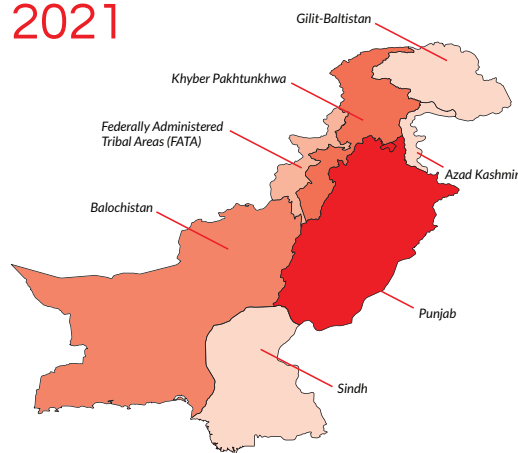 2021
Gilit-Baltistan
Khyber Pakhtunkhwa
Federally Administered
Tribal Areas (FATA)
Azad Kashmir
Balochistan
Punjab
Sindh